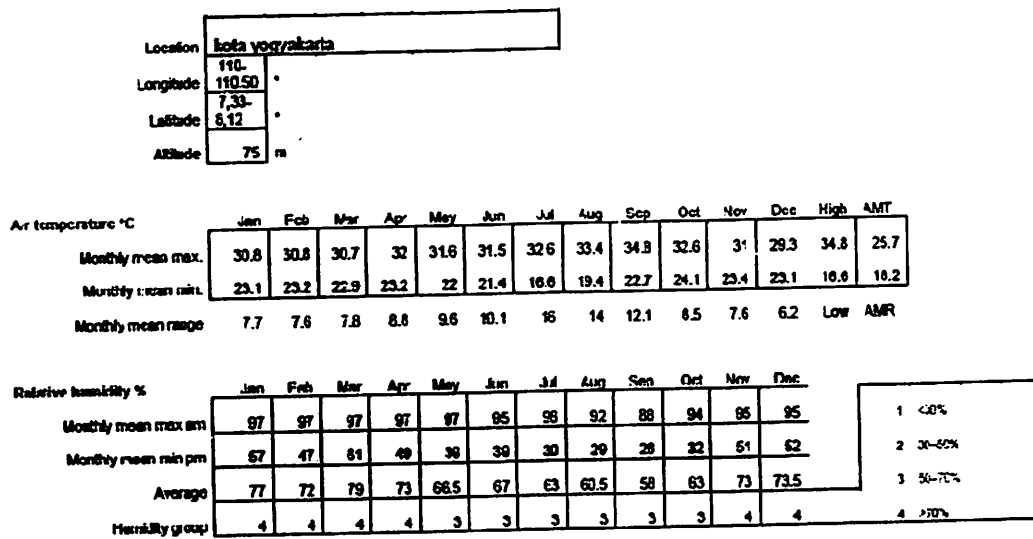 Location kota yogyakarta
110-
Longitude 110.50 °
7,33-
Latitude 8,12 °
Altitude 75 m
Air temperature °C Jan Feb Mar Apr May Jun Jul Aug Sep Oct Nov Dec High AMT
Monthly mean max. 30.8 30.8 30.7 32 31.6 31.5 32.6 33.4 34.8 32.6 31 29.3 34.8 25.7
Monthly mean min. 23.1 23.2 22.9 23.2 22 21.4 16.6 19.4 22.7 24.1 23.4 23.1 16.6 18.2
Monthly mean range 7.7 7.6 7.8 8.8 9.6 10.1 16 14 12.1 8.5 7.6 6.2 Low AMR
Relative humidity % Jan Feb Mar Apr May Jun Jul Aug Sep Oct Nov Dec
Monthly mean max am 97 97 97 97 97 95 96 92 88 94 95 95 1 <30%
Monthly mean min pm 57 47 61 49 36 39 30 29 28 32 51 52 2 30-50%
Average 77 72 79 73 66.5 67 63 60.5 58 63 73 73.5 3 50-70%
Humidity group 4 4 4 4 3 3 3 3 3 3 4 4 4 >70%